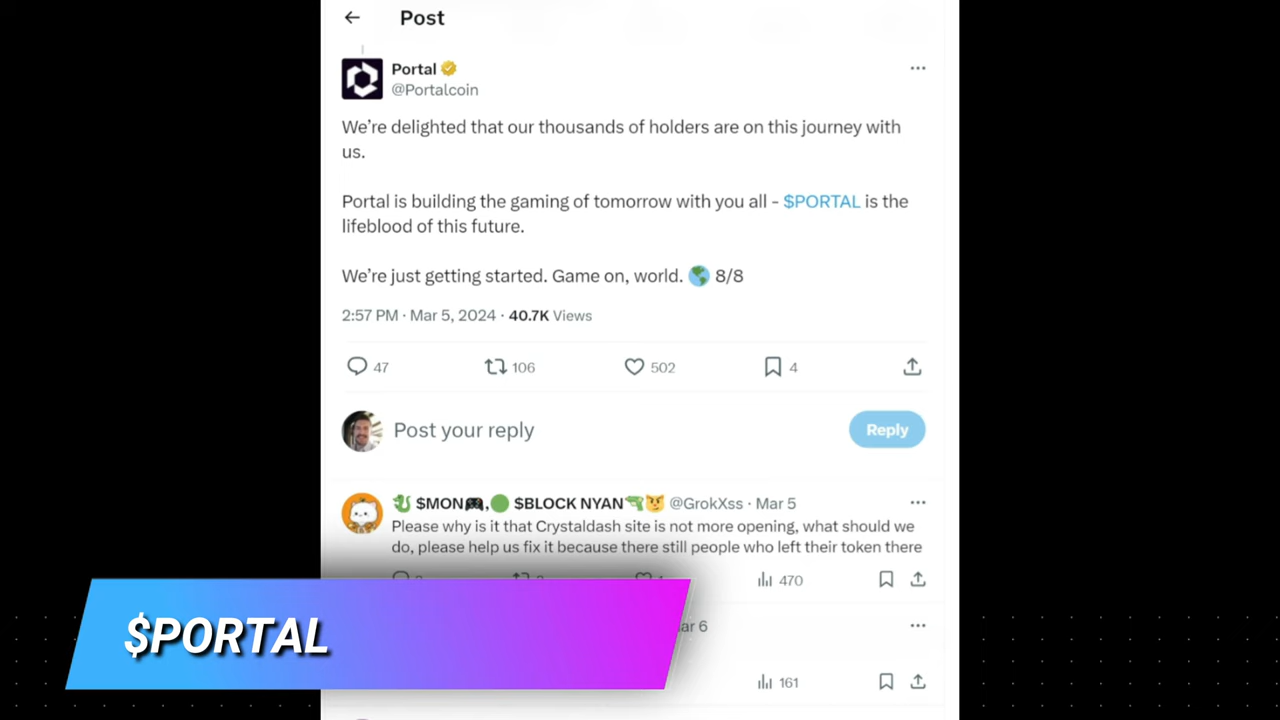 Post
Portal
@Portalcoin
We’re delighted that our thousands of holders are on this journey with
us.
Portal is building the gaming of tomorrow with you all - $PORTAL is the
lifeblood of this future.
We’re just getting started. Game on, world. 🌎 8/8
2:57 PM · Mar 5, 2024 · 40.7K Views
47 106 502 4
Post your reply
Reply
$MON🎮,🟢 $BLOCK NYAN🔫😼 @GrokXss · Mar 5
Please why is it that Crystaldash site is not more opening, what should we
do, please help us fix it because there still people who left their token there
470
6
161
$PORTAL